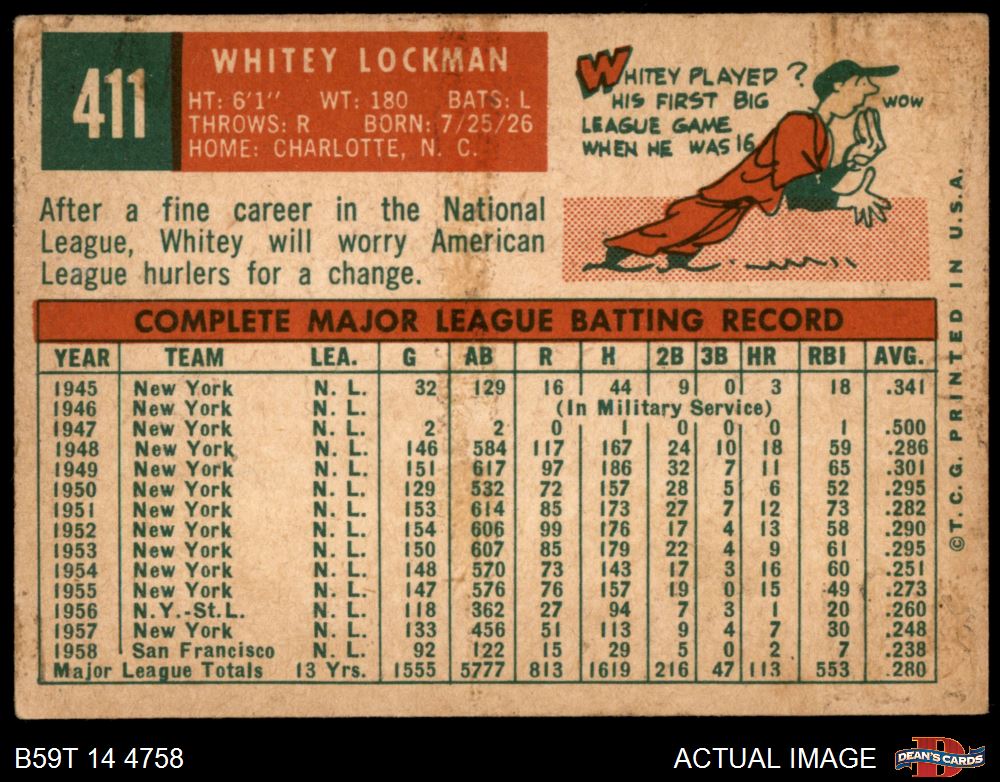 411
WHITEY LOCKMAN
HT: 6'1" WT: 180 BATS: L
THROWS: R BORN: 7/25/26
HOME: CHARLOTTE, N. C.
WHITEY PLAYED ?
HIS FIRST BIG
LEAGUE GAME
WHEN HE WAS 16
WOW
After a fine career in the National
League, Whitey will worry American
League hurlers for a change.
COMPLETE MAJOR LEAGUE BATTING RECORD
YEAR TEAM LEA. G AB R H 2B 3B HR RBI AVG.
1945 New York N. L. 32 129 16 44 9 0 3 18 .341
1946 New York N. L. (In Military Service)
1947 New York N. L. 2 2 0 1 0 0 0 1 .500
1948 New York N. L. 146 584 117 167 24 10 18 59 .286
1949 New York N. L. 151 617 97 186 32 7 11 65 .301
1950 New York N. L. 129 532 72 157 28 5 6 52 .295
1951 New York N. L. 153 614 85 173 27 7 12 73 .282
1952 New York N. L. 154 606 99 176 17 4 13 58 .290
1953 New York N. L. 150 607 85 179 22 4 9 61 .295
1954 New York N. L. 148 570 73 143 17 3 16 60 .251
1955 New York N. L. 147 576 76 157 19 0 15 49 .273
1956 N.Y.-St.L. N. L. 118 362 27 94 7 3 1 20 .260
1957 New York N. L. 133 456 51 113 9 4 7 30 .248
1958 San Francisco N. L. 92 122 15 29 5 0 2 7 .238
Major League Totals 13 Yrs. 1555 5777 813 1619 216 47 113 553 .280
©T. C. G. PRINTED IN U.S.A.
B59T 14 4758
ACTUAL IMAGE
D
DEAN'S CARDS